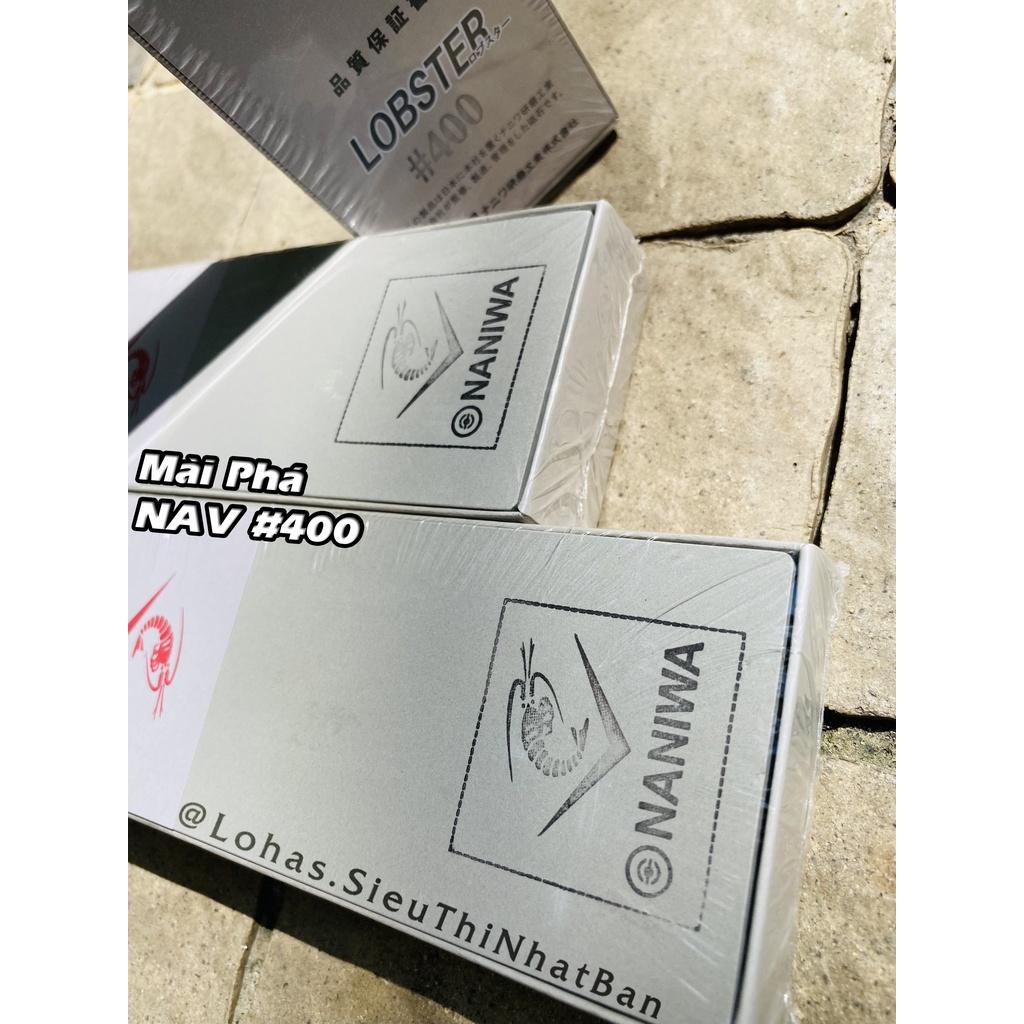 品質保証書
LOBSTER
ロブスター
#400
NANIWA
Mài Phá
NAV #400
NANIWA
@Lohas.SieuThiNhatBan